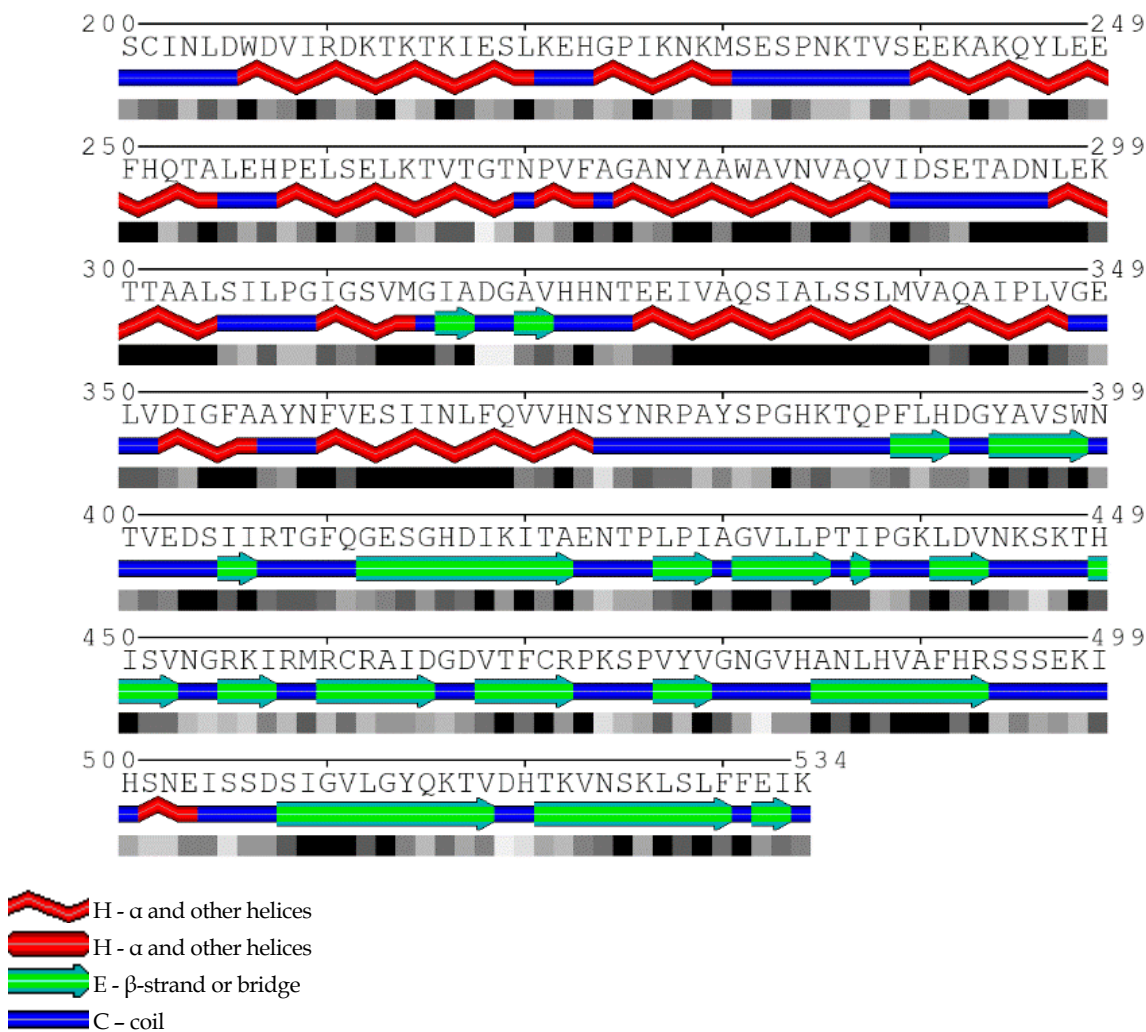 200 249
SCINLDWDVIRDKTKTKIESLKEHGPIKNKMSESPNKTVSEEKAKQYLEE
250 299
FHQTALEHPELSELKTVTGTNPVFAGANYAAWAVNVAQVIDSETADNLEK
300 349
TTAALSILPGIGSVMGIADGAVHHNTEEIVAQSIALSSLMVAQAIPLVGE
350 399
LVDIGFAAYNFVESIINLFQVVHNSYNRPAYSPGHKTQPFLHDGYAVSWN
400 449
TVEDSIIRTGFQGESGHDIKITAENTPLPIAGVLLPTIPGKLDVNKSKTH
450 499
ISVNGRKIRMRCRAIDGDVTFCRPKSPVYVGNGVHANLHVAFHRSSSEKI
500 534
HSNEISSDSIGVLGYQKTVDHTKVNSKLSLFFEIK
H - α and other helices
H - α and other helices
E - β-strand or bridge
C – coil